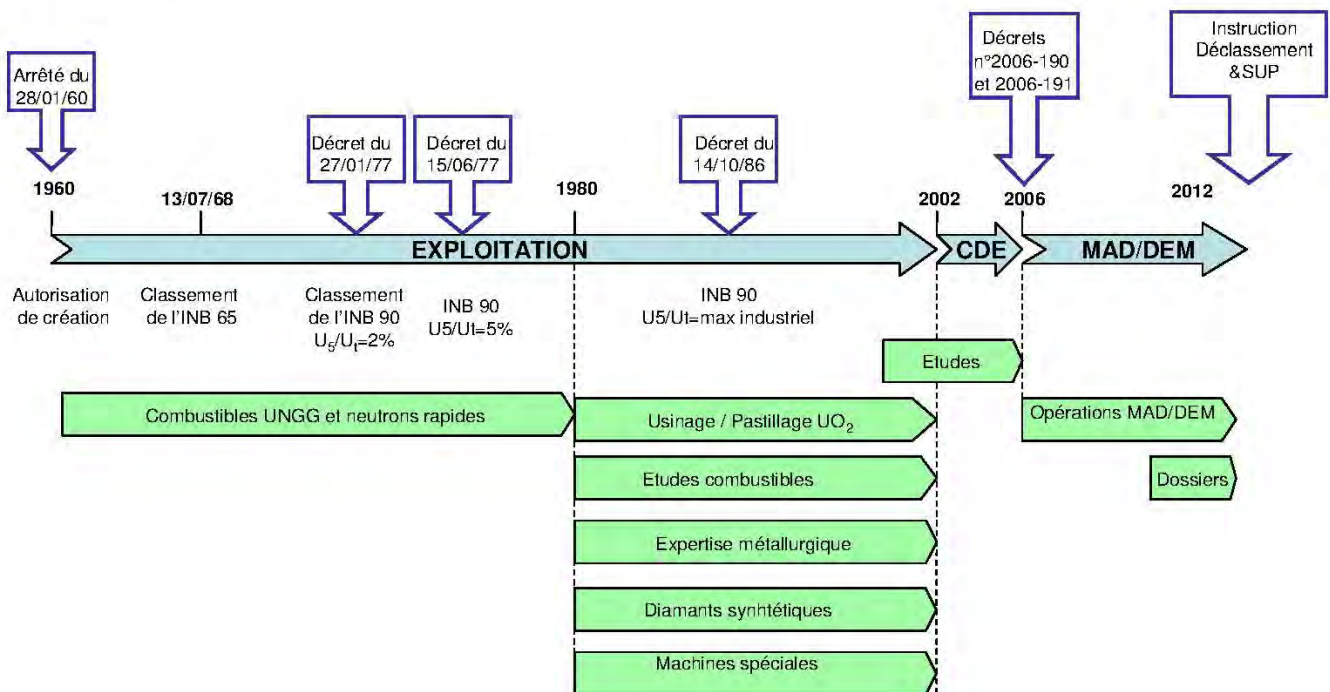 Arrêté du
28/01/60
Décret du
27/01/77
Décret du
15/06/77
Décret du
14/10/86
Décrets
n°2006-190
et 2006-191
Instruction
Déclassement
&SUP
1960
13/07/68
1980
2002
2006
2012
EXPLOITATION
CDE
MAD/DEM
Autorisation
de création
Classement
de l'INB 65
Classement
de l'INB 90
U5/Ut=2%
INB 90
U5/Ut=5%
INB 90
U5/Ut=max industriel
Etudes
Combustibles UNGG et neutrons rapides
Usinage / Pastillage UO2
Opérations MAD/DEM
Etudes combustibles
Dossiers
Expertise métallurgique
Diamants synhtétiques
Machines spéciales